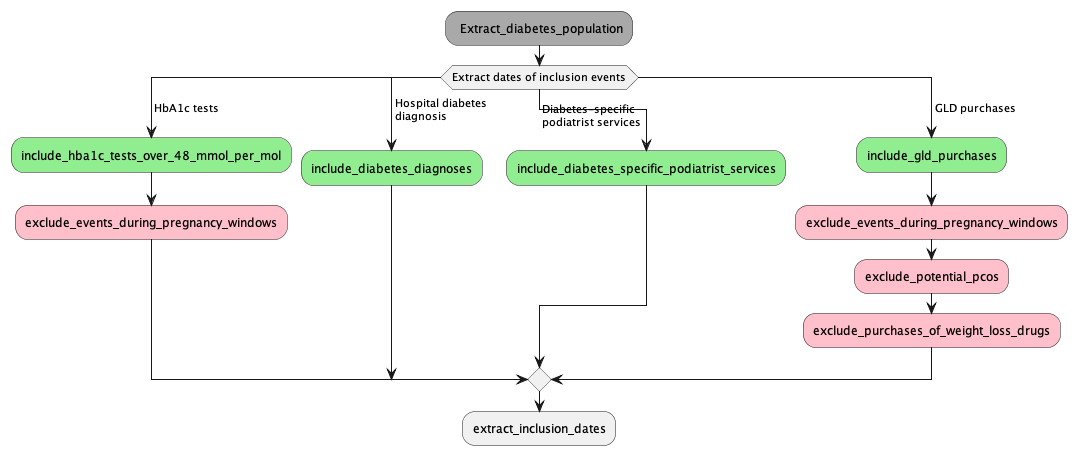 Extract_diabetes_population
Extract dates of inclusion events
HbA1c tests
Hospital diabetes
diagnosis
Diabetes-specific
podiatrist services
GLD purchases
include_hba1c_tests_over_48_mmol_per_mol
include_diabetes_diagnoses
include_diabetes_specific_podiatrist_services
include_gld_purchases
exclude_events_during_pregnancy_windows
exclude_events_during_pregnancy_windows
exclude_potential_pcos
exclude_purchases_of_weight_loss_drugs
extract_inclusion_dates